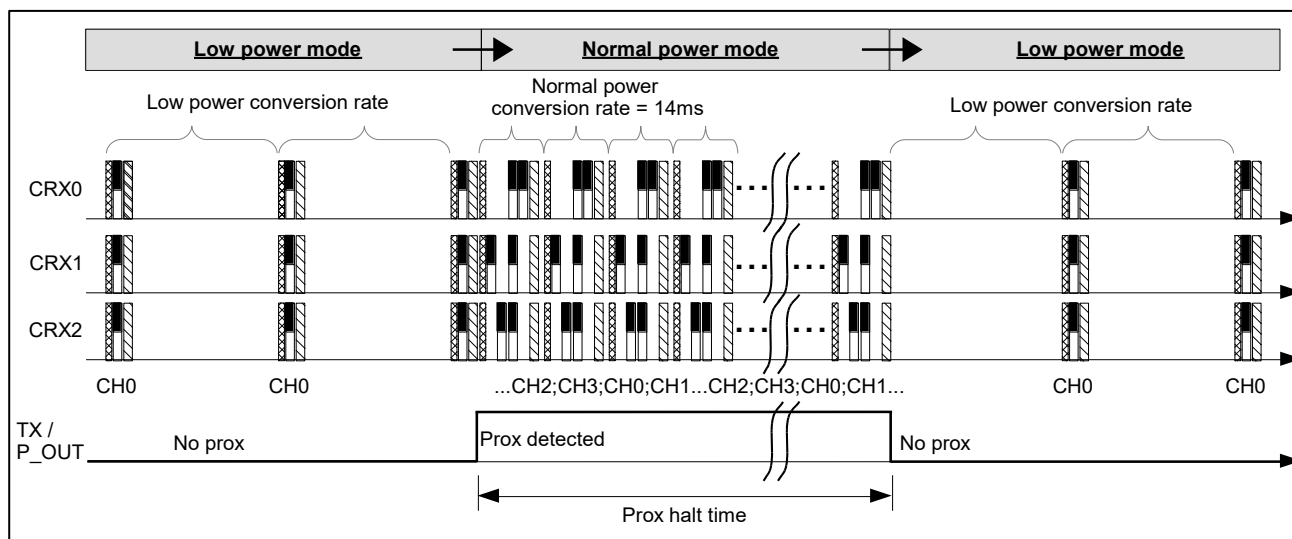 Low power mode
Normal power mode
Low power mode
Low power conversion rate
Normal power
conversion rate = 14ms
Low power conversion rate
CRX0
CRX1
CRX2
CH0
CH0
...CH2;CH3;CH0;CH1...CH2;CH3;CH0;CH1...
CH0
CH0
TX /
P_OUT
No prox
Prox detected
No prox
Prox halt time